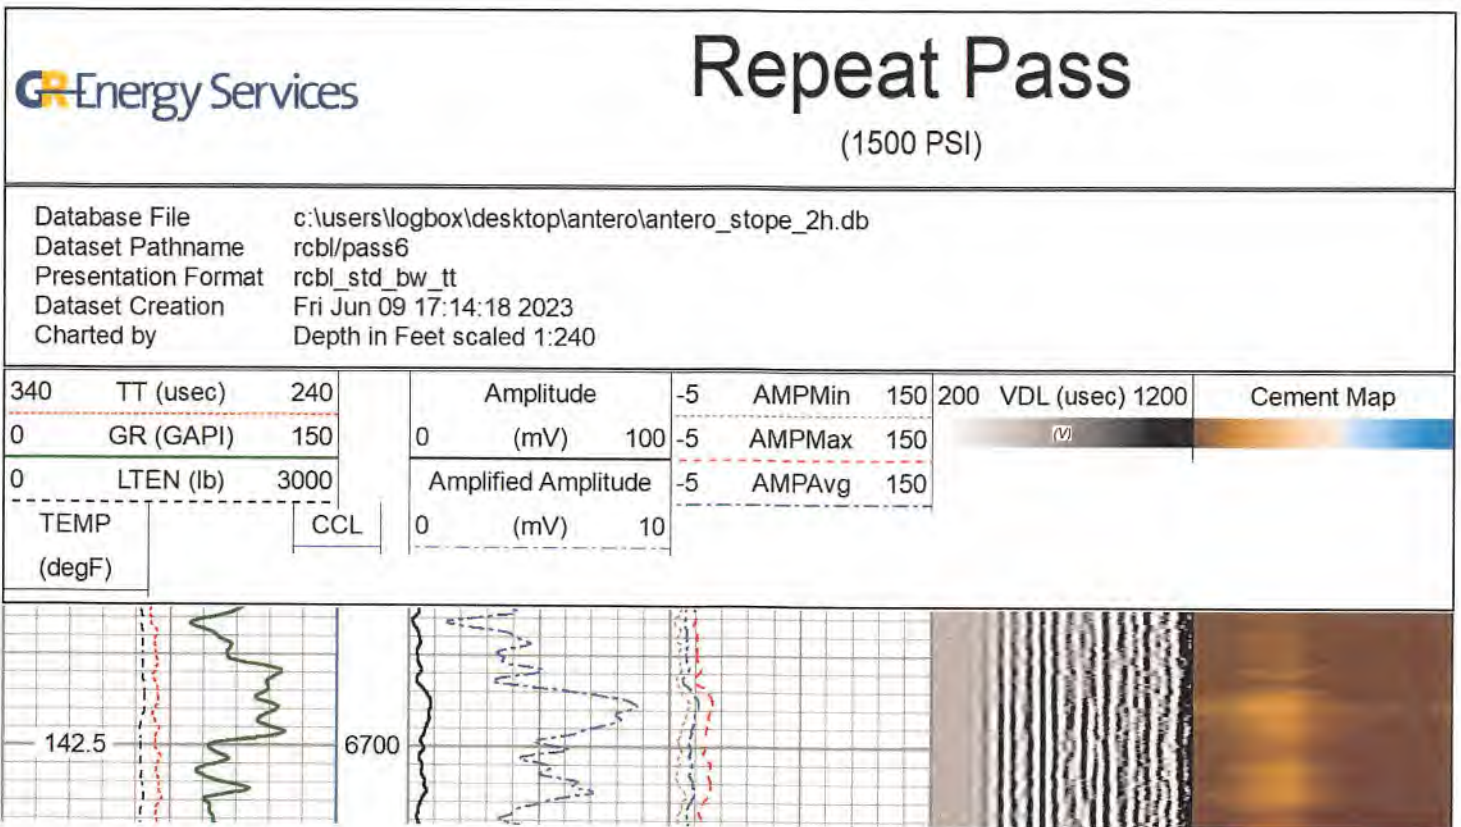 GR Energy Services
Repeat Pass
(1500 PSI)
Database File c:\users\logbox\desktop\antero\antero_stope_2h.db
Dataset Pathname rcbl/pass6
Presentation Format rcbl_std_bw_tt
Dataset Creation Fri Jun 09 17:14:18 2023
Charted by Depth in Feet scaled 1:240
340 TT (usec) 240
0 GR (GAPI) 150
0 LTEN (lb) 3000
TEMP
(degF)
CCL
Amplitude
0 (mV) 100
Amplified Amplitude
0 (mV) 10
-5 AMPMin 150
-5 AMPMax 150
-5 AMPAvg 150
200 VDL (usec) 1200
(V)
Cement Map
142.5
6700